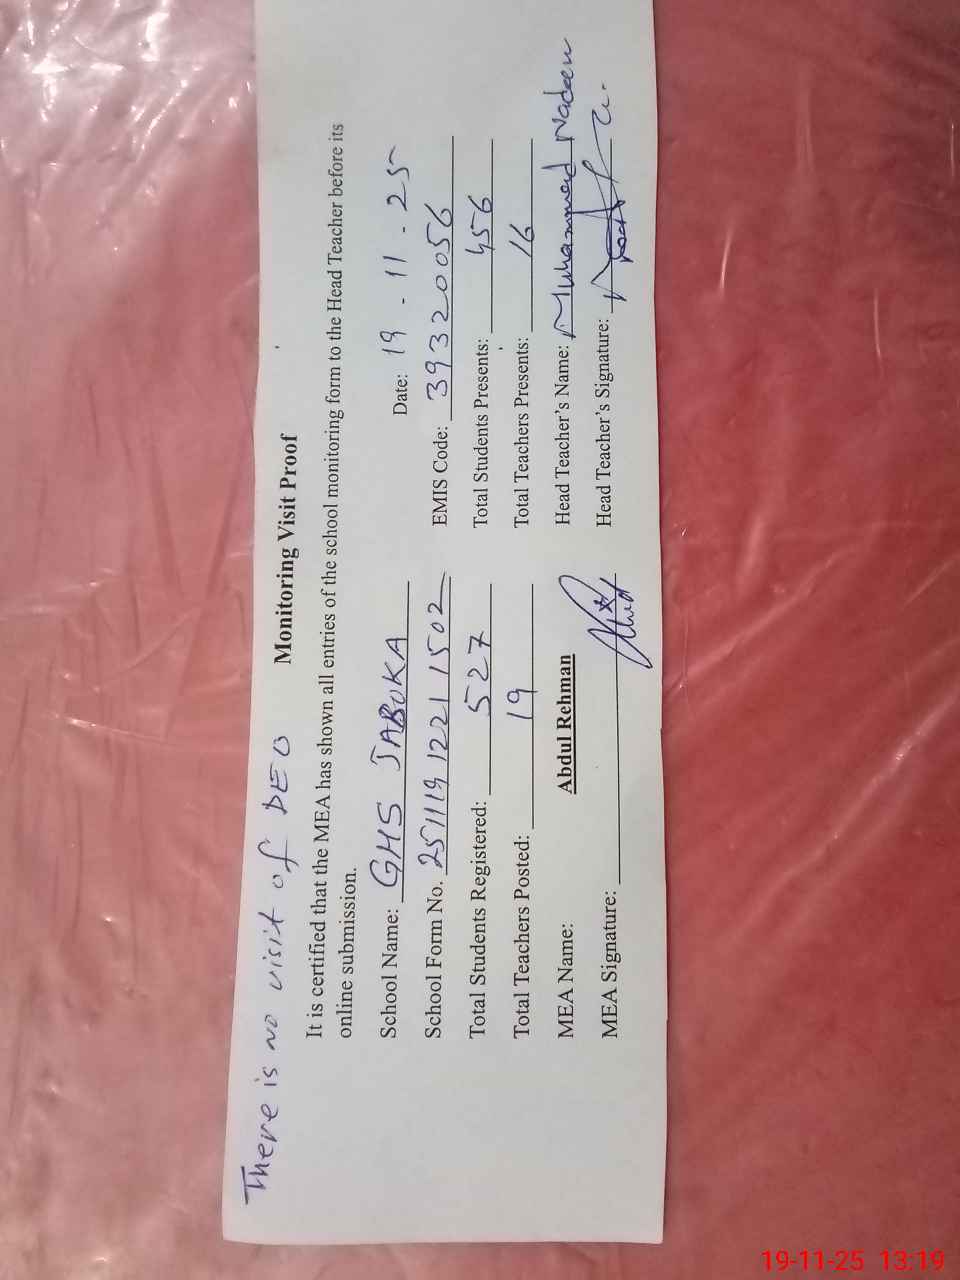 There is no visit of DEO
Monitoring Visit Proof
It is certified that the MEA has shown all entries of the school monitoring form to the Head Teacher before its
online submission.
School Name: GHS JABOKA Date: 19-11-25
School Form No. 251119 1221 1502 EMIS Code: 39320056
Total Students Registered: 527 Total Students Presents: 456
Total Teachers Posted: 19 Total Teachers Presents: 16
MEA Name: Abdul Rehman Head Teacher's Name: Muhammad Nadeem
MEA Signature: Head Teacher's Signature:
19-11-25 13:19